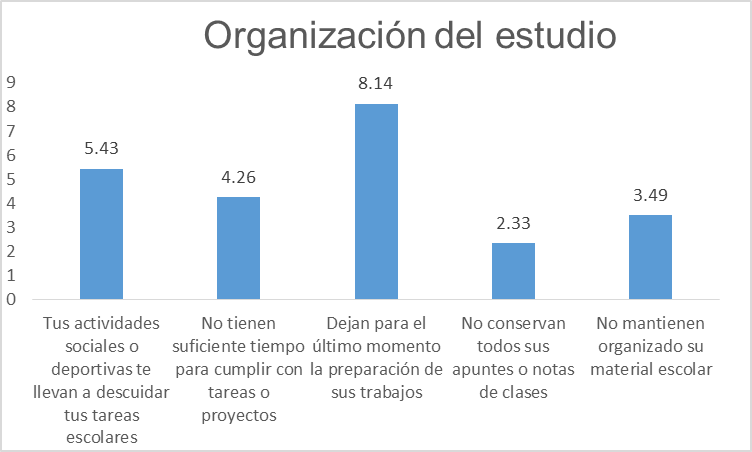 Organización del estudio
9
8
7
6
5
4
3
2
1
0
5.43
4.26
8.14
2.33
3.49
Tus actividades
sociales o
deportivas te
llevan a descuidar
tus tareas
escolares
No tienen
suficiente tiempo
para cumplir con
tareas o
proyectos
Dejan para el
último momento
la preparación de
sus trabajos
No conservan
todos sus
apuntes o notas
de clases
No mantienen
organizado su
material escolar